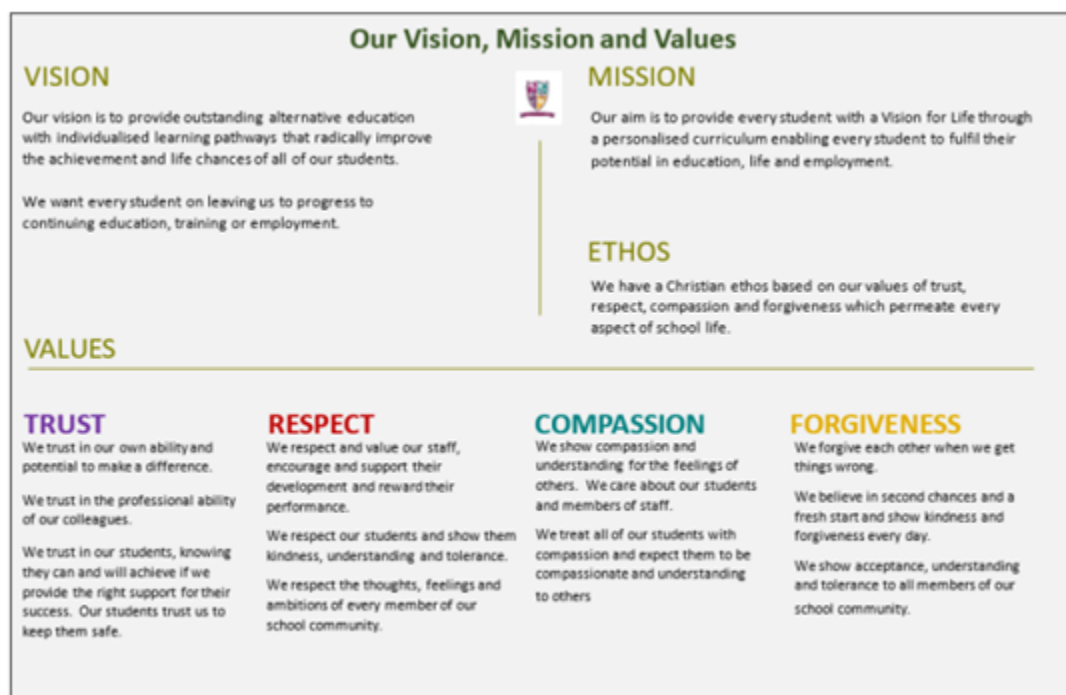 Our Vision, Mission and Values
VISION
Our vision is to provide outstanding alternative education
with individualised learning pathways that radically improve
the achievement and life chances of all of our students.
We want every student on leaving us to progress to
continuing education, training or employment.
MISSION
Our aim is to provide every student with a Vision for Life through
a personalised curriculum enabling every student to fulfil their
potential in education, life and employment.
ETHOS
We have a Christian ethos based on our values of trust,
respect, compassion and forgiveness which permeate every
aspect of school life.
VALUES
TRUST
We trust in our own ability and
potential to make a difference.
We trust in the professional ability
of our colleagues.
We trust in our students, knowing
they can and will achieve if we
provide the right support for their
success. Our students trust us to
keep them safe.
RESPECT
We respect and value our staff,
encourage and support their
development and reward their
performance.
We respect our students and show them
kindness, understanding and tolerance.
We respect the thoughts, feelings and
ambitions of every member of our
school community.
COMPASSION
We show compassion and
understanding for the feelings of
others. We care about our students
and members of staff.
We treat all of our students with
compassion and expect them to be
compassionate and understanding
to others
FORGIVENESS
We forgive each other when we get
things wrong.
We believe in second chances and a
fresh start and show kindness and
forgiveness every day.
We show acceptance, understanding
and tolerance to all members of our
school community.